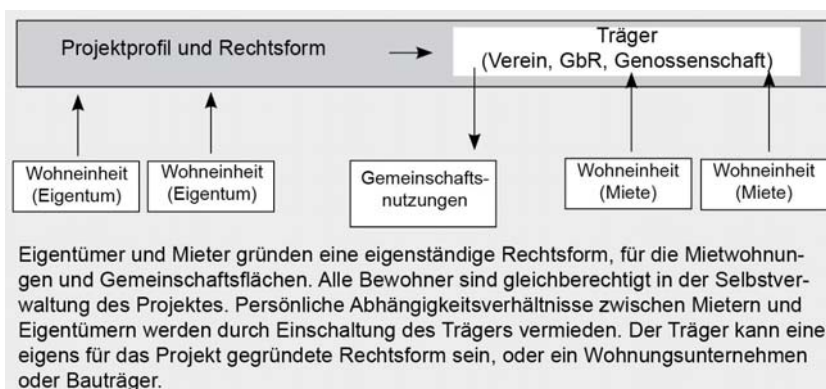 Projektprofil und Rechtsform
Träger
(Verein, GbR, Genossenschaft)
Wohneinheit
(Eigentum)
Wohneinheit
(Eigentum)
Gemeinschafts-
nutzungen
Wohneinheit
(Miete)
Wohneinheit
(Miete)
Eigentümer und Mieter gründen eine eigenständige Rechtsform, für die Mietwohnun-
gen und Gemeinschaftsflächen. Alle Bewohner sind gleichberechtigt in der Selbstver-
waltung des Projektes. Persönliche Abhängigkeitsverhältnisse zwischen Mietern und
Eigentümern werden durch Einschaltung des Trägers vermieden. Der Träger kann eine
eigens für das Projekt gegründete Rechtsform sein, oder ein Wohnungsunternehmen
oder Bauträger.